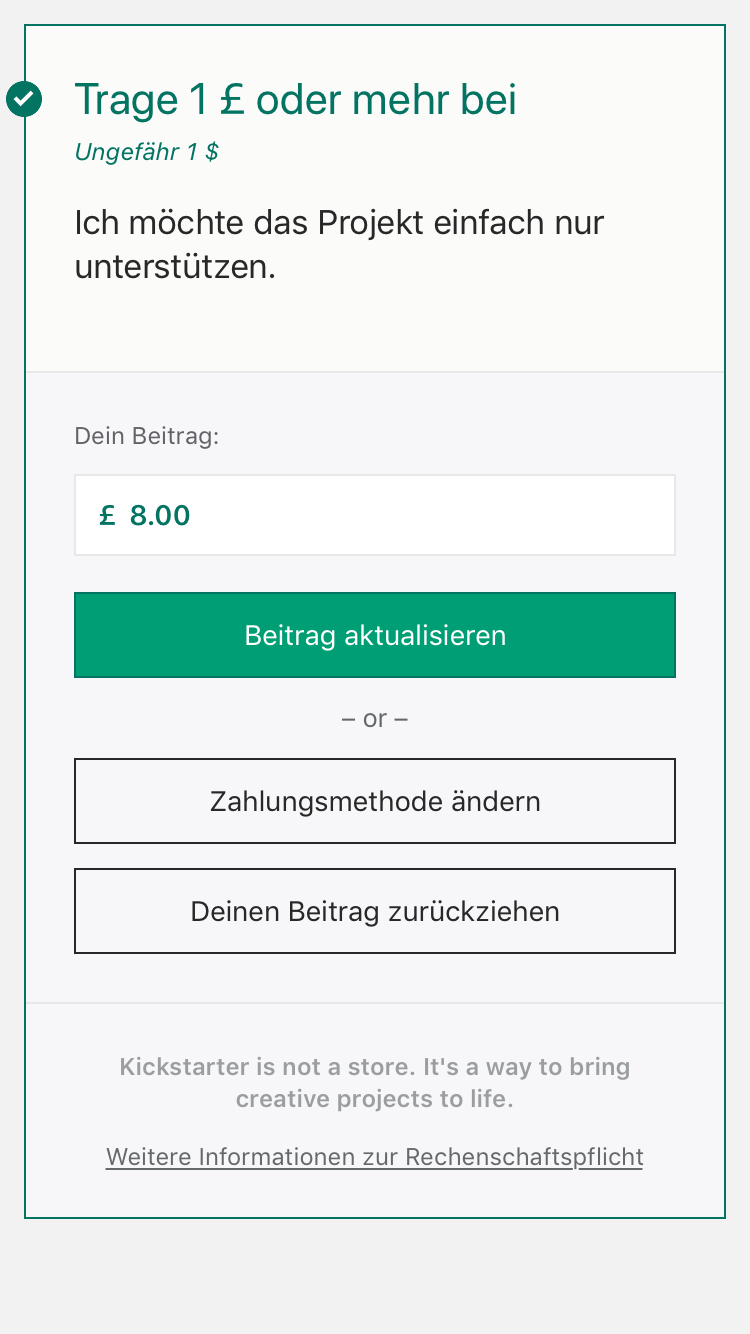 Trage 1 £ oder mehr bei
Ungefähr 1 $
Ich möchte das Projekt einfach nur
unterstützen.
Dein Beitrag:
£ 8.00
Beitrag aktualisieren
– or –
Zahlungsmethode ändern
Deinen Beitrag zurückziehen
Kickstarter is not a store. It's a way to bring
creative projects to life.
Weitere Informationen zur Rechenschaftspflicht